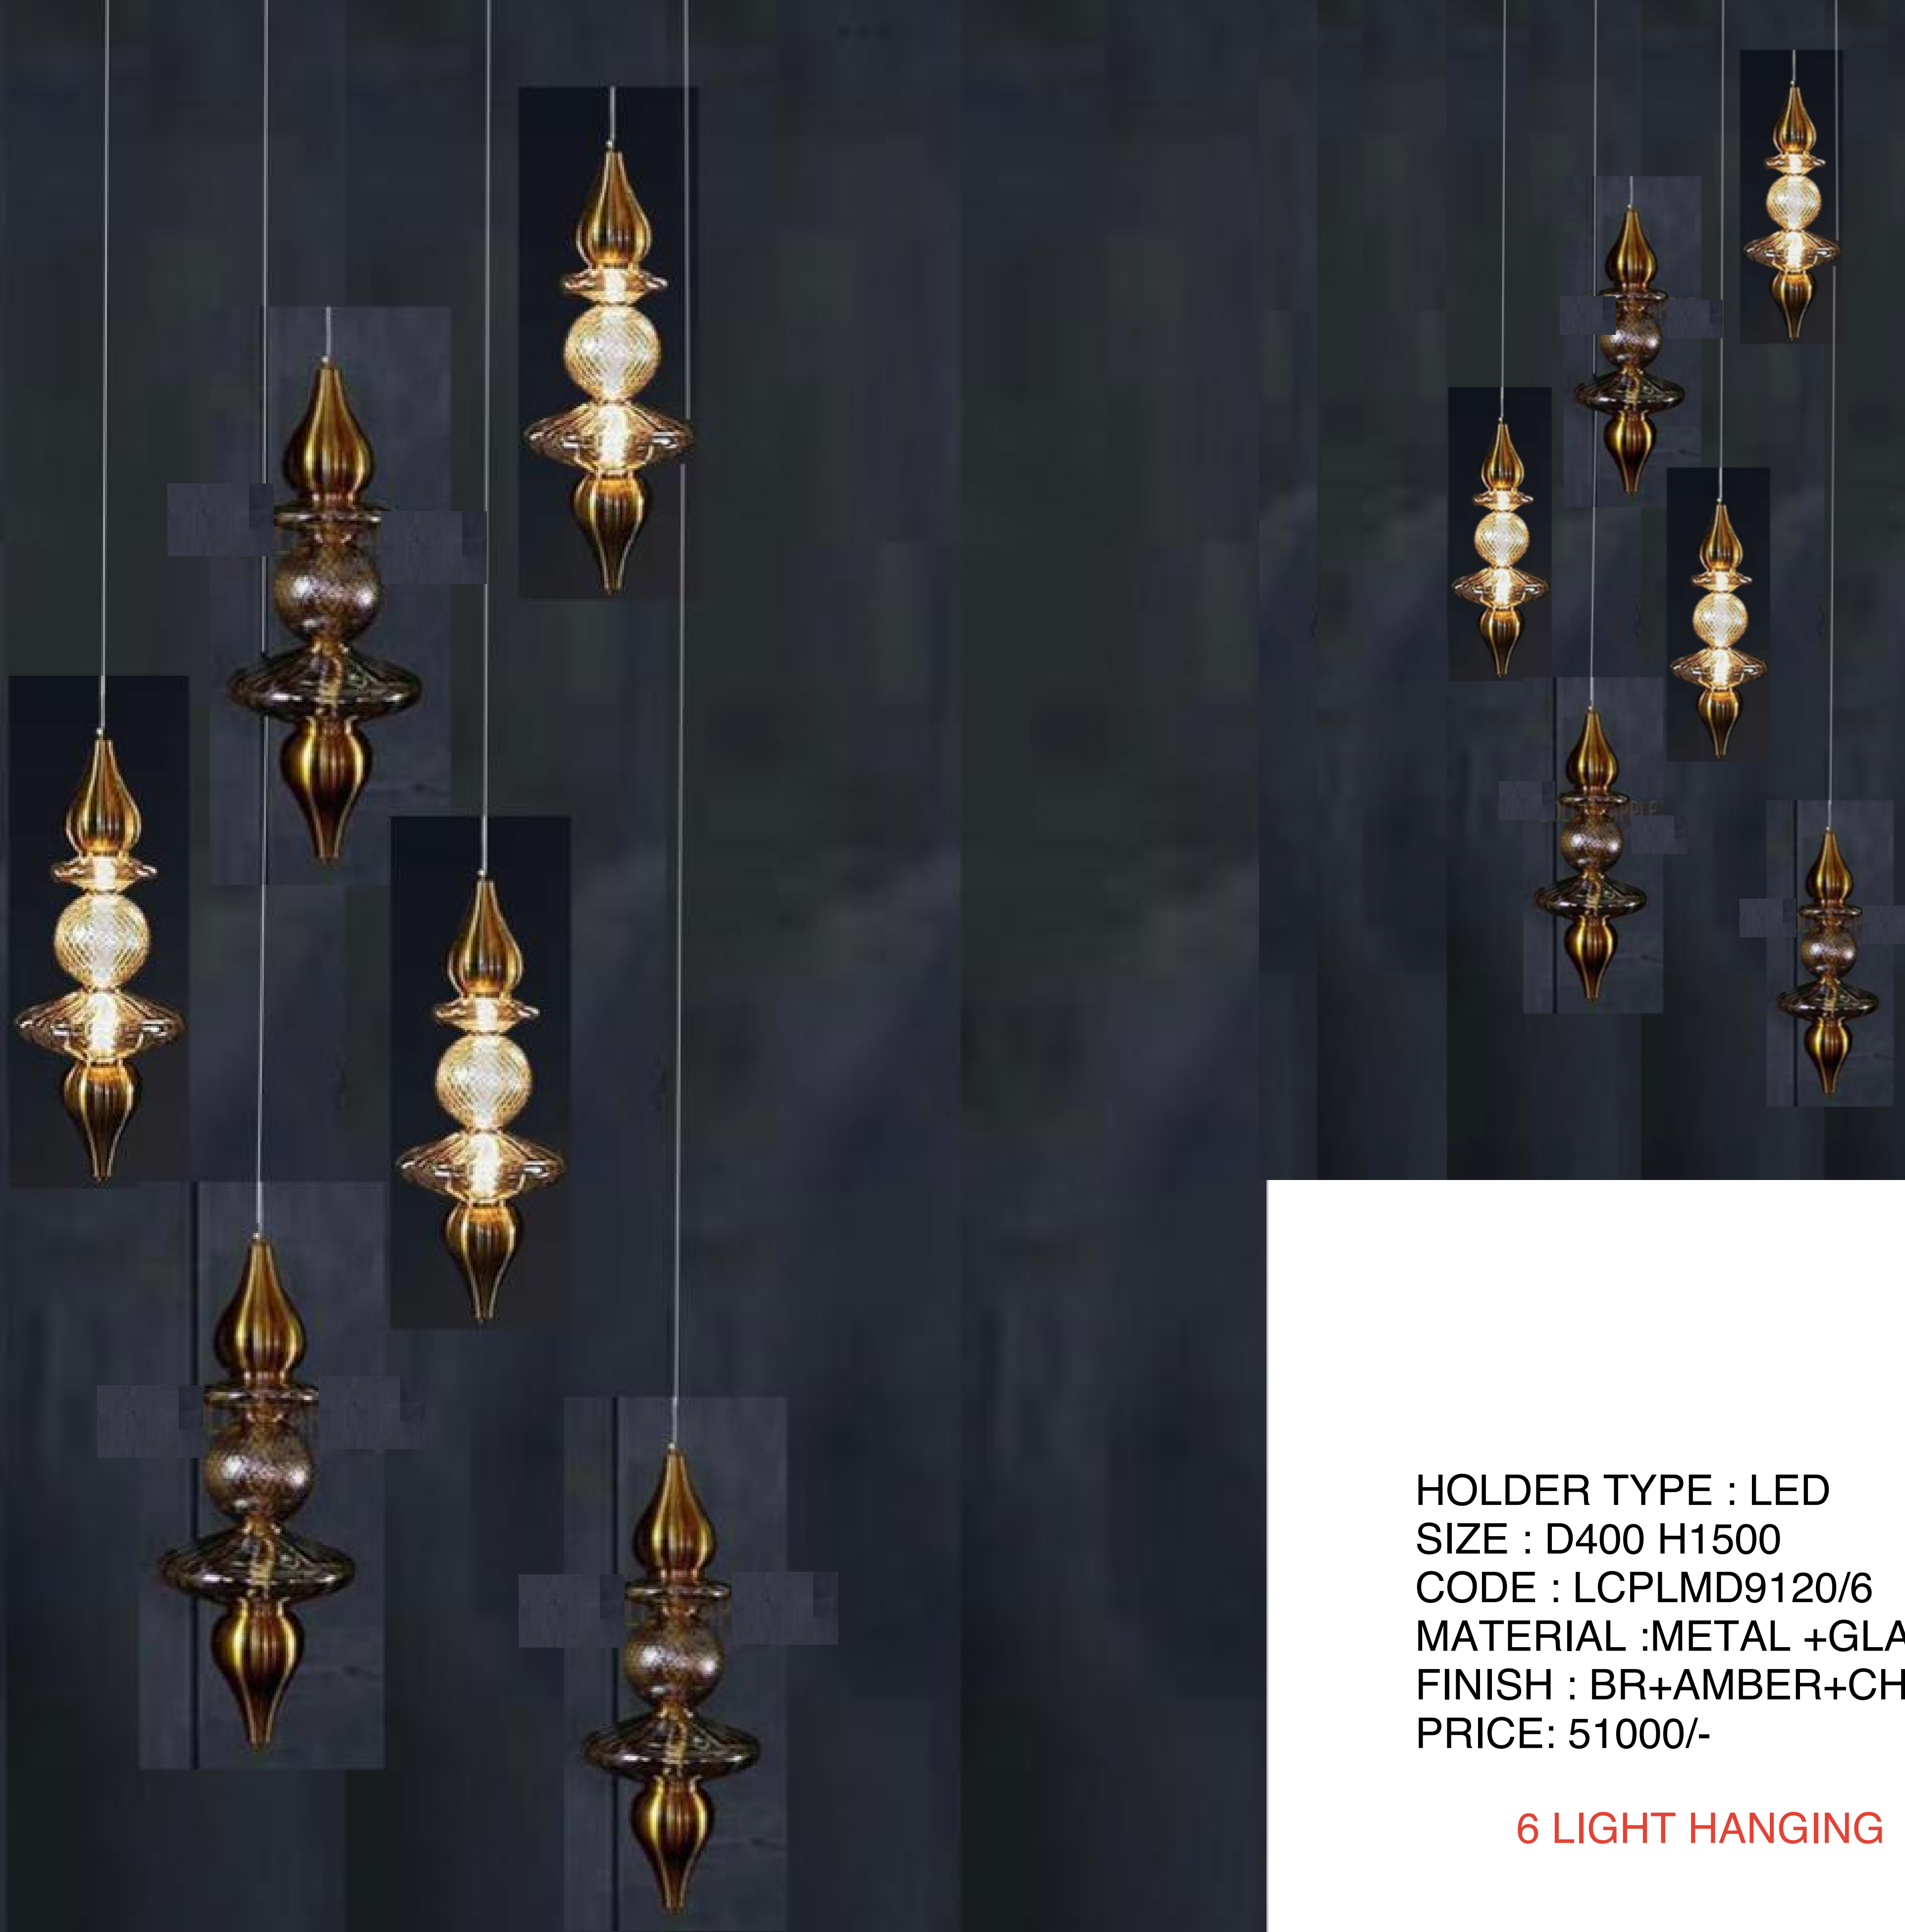 HOLDER TYPE : LED
SIZE : D400 H1500
CODE : LCPLMD9120/6
MATERIAL :METAL +GLA
FINISH : BR+AMBER+CH
PRICE: 51000/-
6 LIGHT HANGING